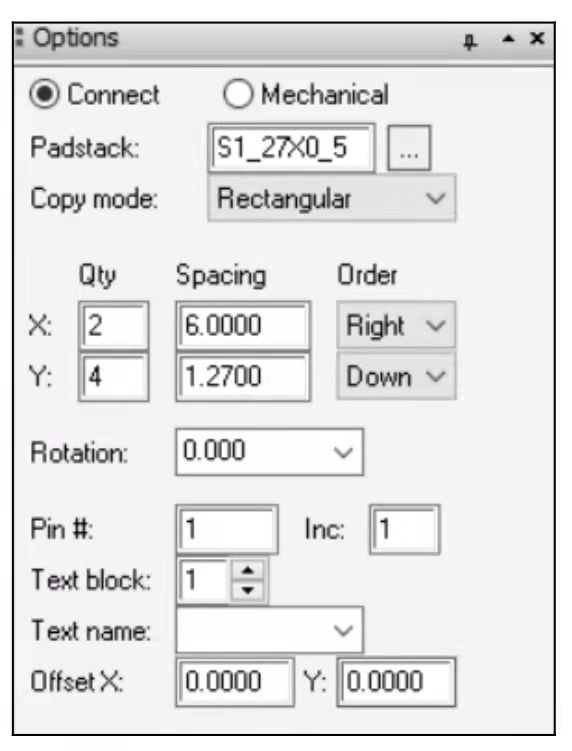 Options
Connect Mechanical
Padstack: S1_27X0_5 ...
Copy mode: Rectangular
Qty Spacing Order
X: 2 6.0000 Right
Y: 4 1.2700 Down
Rotation: 0.000
Pin #: 1 Inc: 1
Text block: 1
Text name:
Offset X: 0.0000 Y: 0.0000